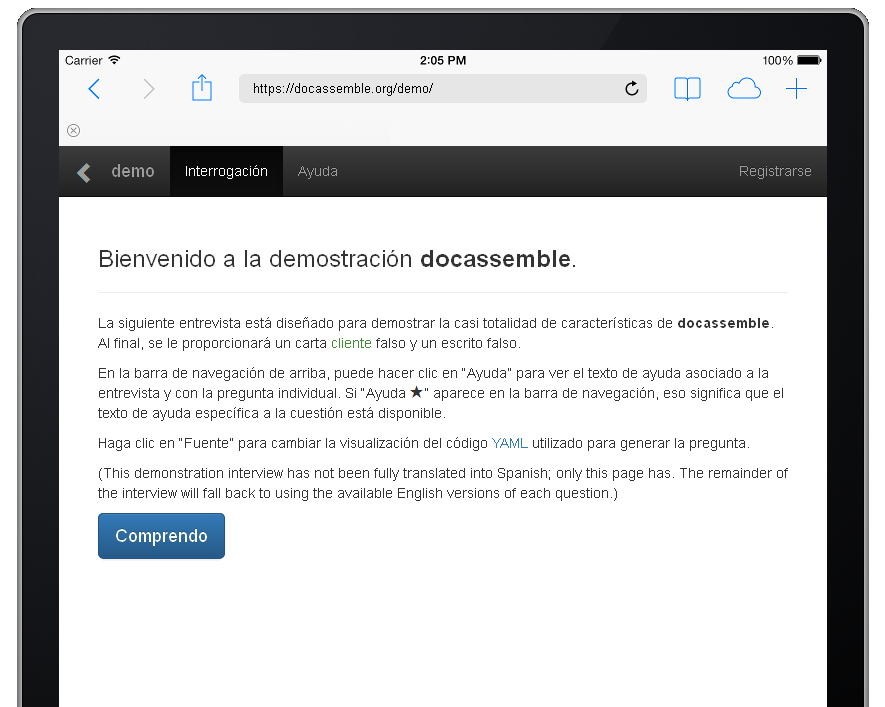 Carrier 2:05 PM 100%
https://docassemble.org/demo/
demo Interrogación Ayuda Registrarse
Bienvenido a la demostración docassemble.
La siguiente entrevista está diseñado para demostrar la casi totalidad de características de docassemble.
Al final, se le proporcionará un carta cliente falso y un escrito falso.
En la barra de navegación de arriba, puede hacer clic en "Ayuda" para ver el texto de ayuda asociado a la
entrevista y con la pregunta individual. Si "Ayuda ★" aparece en la barra de navegación, eso significa que el
texto de ayuda específica a la cuestión está disponible.
Haga clic en "Fuente" para cambiar la visualización del código YAML utilizado para generar la pregunta.
(This demonstration interview has not been fully translated into Spanish; only this page has. The remainder of
the interview will fall back to using the available English versions of each question.)
Comprendo